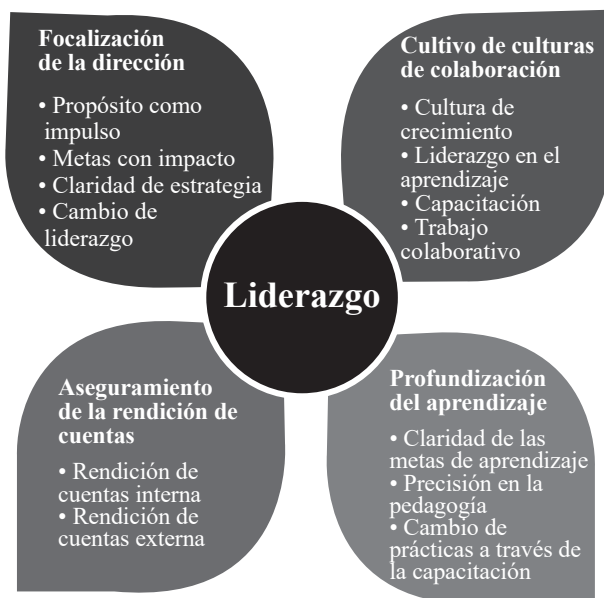 Focalización
de la dirección
• Propósito como
impulso
• Metas con impacto
• Claridad de estrategia
• Cambio de
liderazgo
Cultivo de culturas
de colaboración
• Cultura de
crecimiento
• Liderazgo en el
aprendizaje
• Capacitación
• Trabajo
colaborativo
Liderazgo
Aseguramiento
de la rendición de
cuentas
• Rendición de
cuentas interna
• Rendición de
cuentas externa
Profundización
del aprendizaje
• Claridad de las
metas de aprendizaje
• Precisión en la
pedagogía
• Cambio de
prácticas a través de
la capacitación